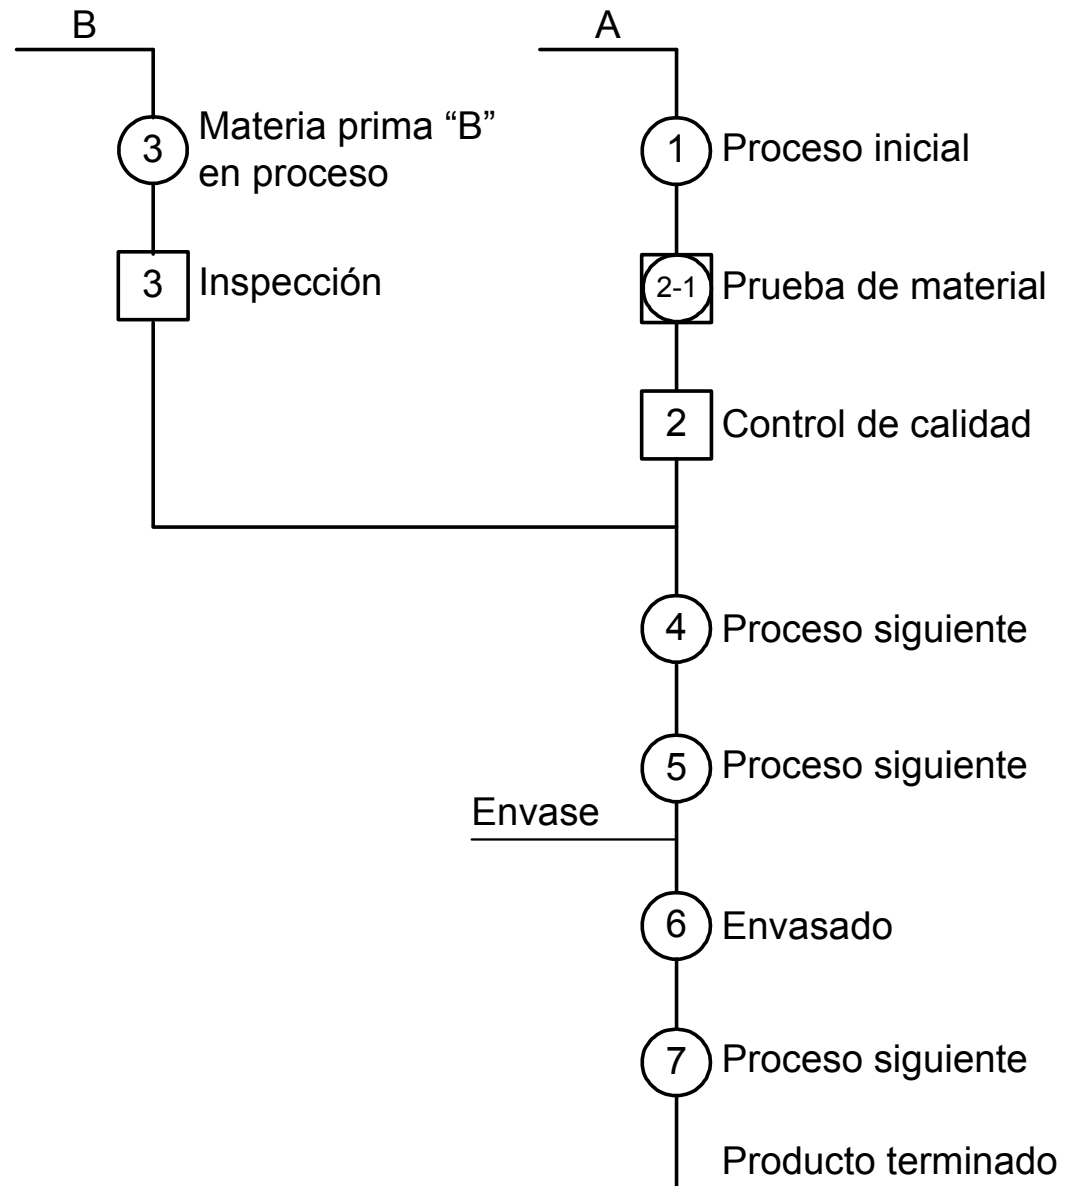 B
A
3
Materia prima “B”
en proceso
1
Proceso inicial
3
Inspección
2-1
Prueba de material
2
Control de calidad
4
Proceso siguiente
5
Proceso siguiente
Envase
6
Envasado
7
Proceso siguiente
Producto terminado